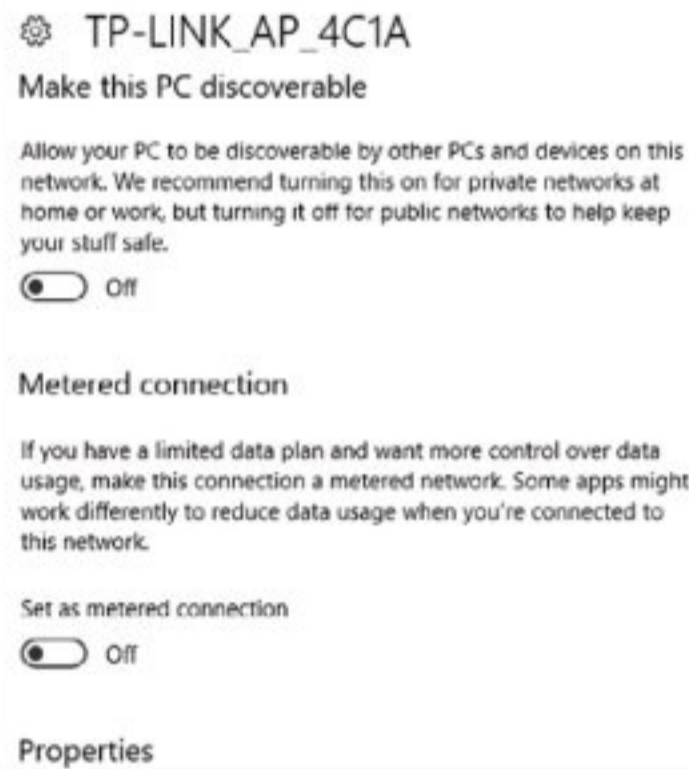 TP-LINK_AP_4C1A
Make this PC discoverable
Allow your PC to be discoverable by other PCs and devices on this
network. We recommend turning this on for private networks at
home or work, but turning it off for public networks to help keep
your stuff safe.
Off
Metered connection
If you have a limited data plan and want more control over data
usage, make this connection a metered network. Some apps might
work differently to reduce data usage when you're connected to
this network.
Set as metered connection
Off
Properties